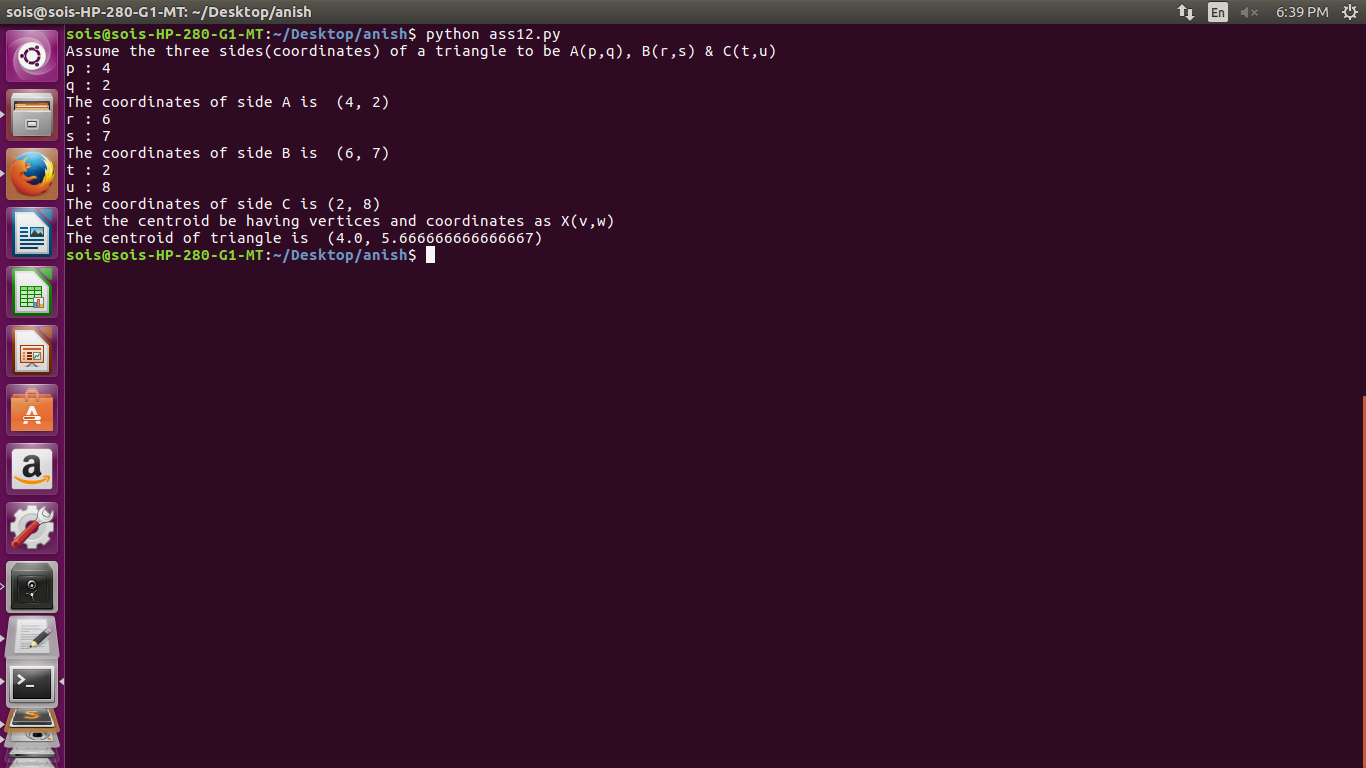 sois@sois-HP-280-G1-MT: ~/Desktop/anish
En
6:39 PM
sois@sois-HP-280-G1-MT:~/Desktop/anish$ python ass12.py
Assume the three sides(coordinates) of a triangle to be A(p,q), B(r,s) & C(t,u)
p : 4
q : 2
The coordinates of side A is  (4, 2)
r : 6
s : 7
The coordinates of side B is  (6, 7)
t : 2
u : 8
The coordinates of side C is (2, 8)
Let the centroid be having vertices and coordinates as X(v,w)
The centroid of triangle is  (4.0, 5.666666666666667)
sois@sois-HP-280-G1-MT:~/Desktop/anish$
A
a
>_
S